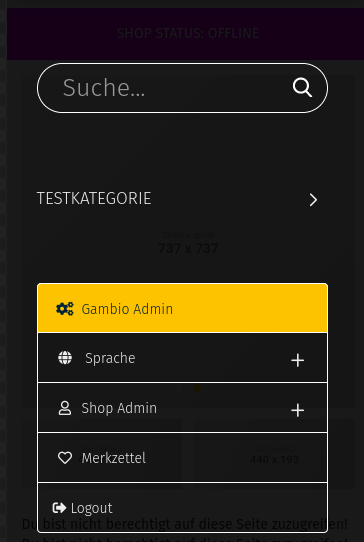 SHOP STATUS: OFFLINE
Suche...
TESTKATEGORIE
737 x 737
Gambio Admin
Sprache
Shop Admin
Merkzettel
440 x 193
Logout
Du bist nicht berechtigt auf diese Seite zuzugreifen!